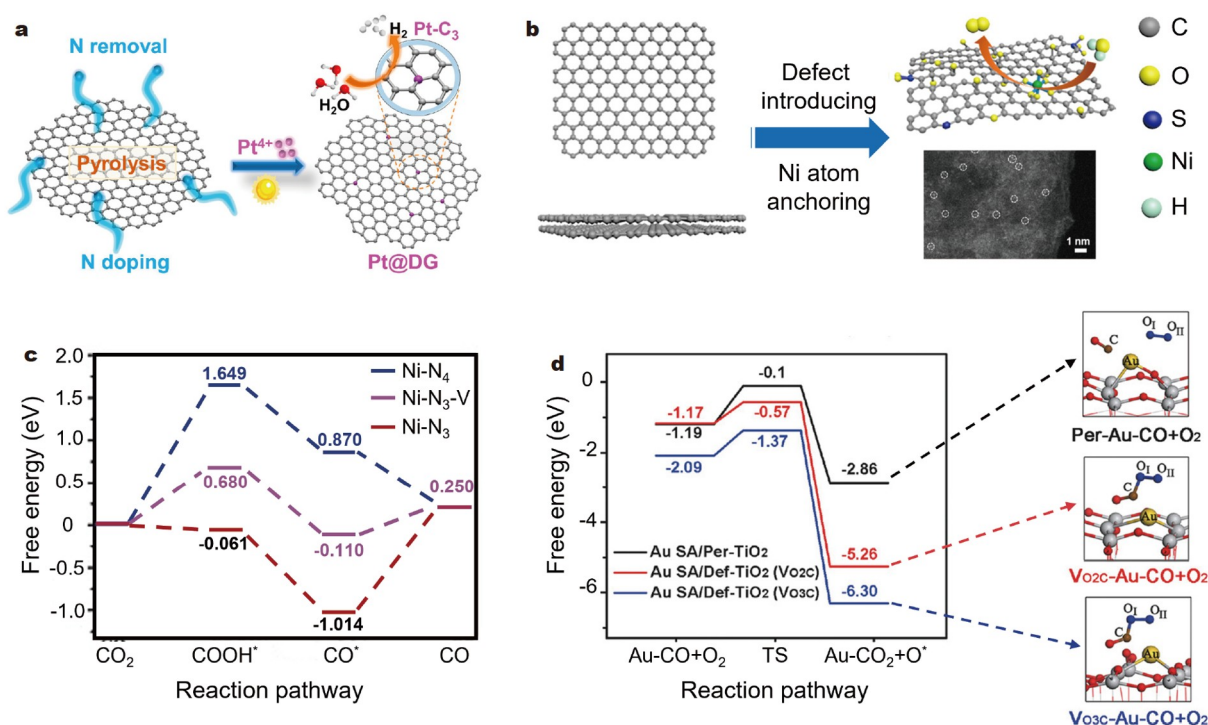 a
N removal
Pyrolysis
N doping
Pt4+
H2O
H2
Pt-C3
Pt@DG
b
Defect
introducing
Ni atom
anchoring
1 nm
C
O
S
Ni
H
c
Free energy (eV)
2.0
1.5
1.0
0.5
0
-0.5
-1.0
1.649
0.870
0.680
0.250
-0.061
-0.110
-1.014
Ni-N4
Ni-N3-V
Ni-N3
CO2
COOH*
CO*
CO
Reaction pathway
d
Free energy (eV)
0
-2
-4
-6
-0.1
-1.17
-0.57
-1.19
-1.37
-2.09
-2.86
-5.26
-6.30
Au SA/Per-TiO2
Au SA/Def-TiO2 (VO2C)
Au SA/Def-TiO2 (VO3C)
Au-CO+O2
TS
Au-CO2+O*
Reaction pathway
C
OI
OII
Au
Per-Au-CO+O2
C
OI
OII
Au
VO2C-Au-CO+O2
C
OI
OII
Au
VO3C-Au-CO+O2